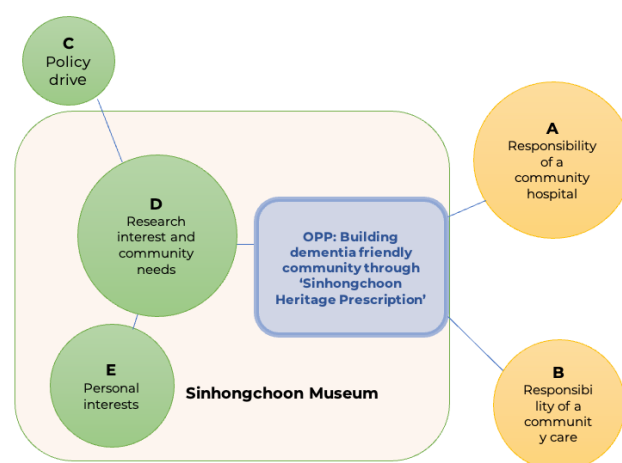 C
Policy
drive
A
Responsibility
of a
community
hospital
D
Research
interest and
community
needs
OPP: Building
dementia friendly
community through
‘Sinhongchoon
Heritage Prescription’
E
Personal
interests
Sinhongchoon Museum
B
Responsibi
lity of a
communit
y care